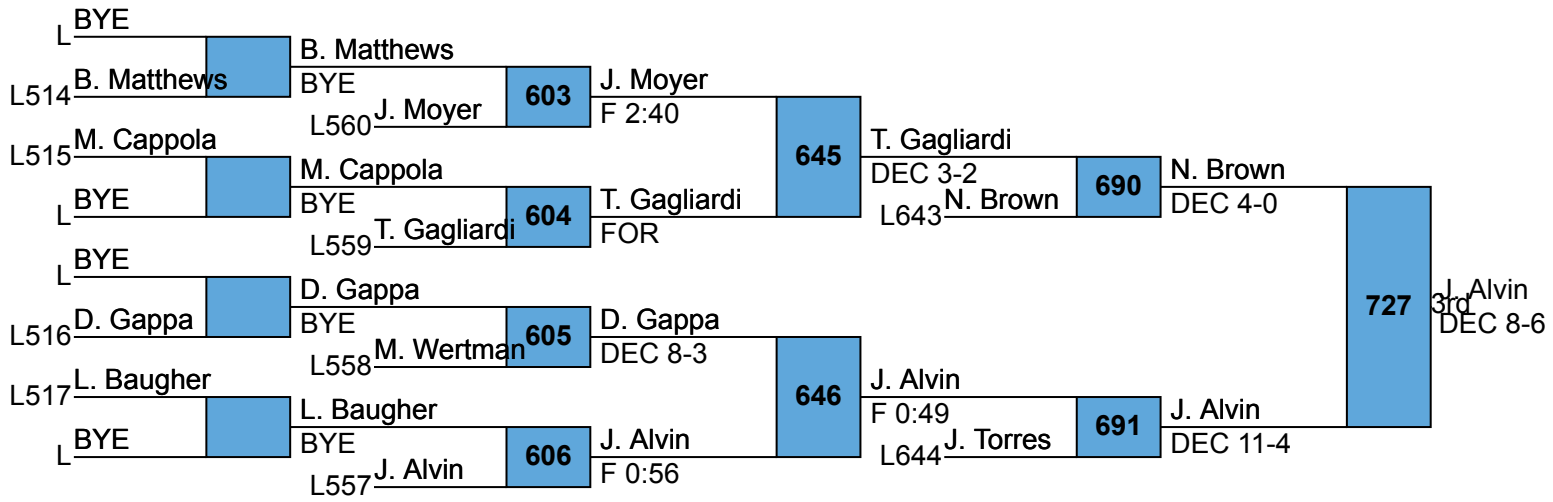 BYE
L
B. Matthews
L514
B. Matthews
BYE
J. Moyer
L560
603
J. Moyer
F 2:40
M. Cappola
L515
BYE
L
M. Cappola
BYE
T. Gagliardi
L559
604
T. Gagliardi
FOR
645
T. Gagliardi
DEC 3-2
N. Brown
L643
690
N. Brown
DEC 4-0
BYE
L
D. Gappa
L516
D. Gappa
BYE
M. Wertman
L558
605
D. Gappa
DEC 8-3
L. Baugher
L517
BYE
L
L. Baugher
BYE
J. Alvin
L557
606
J. Alvin
F 0:56
646
J. Alvin
F 0:49
J. Torres
L644
691
J. Alvin
DEC 11-4
727
J. Alvin
3rd
DEC 8-6